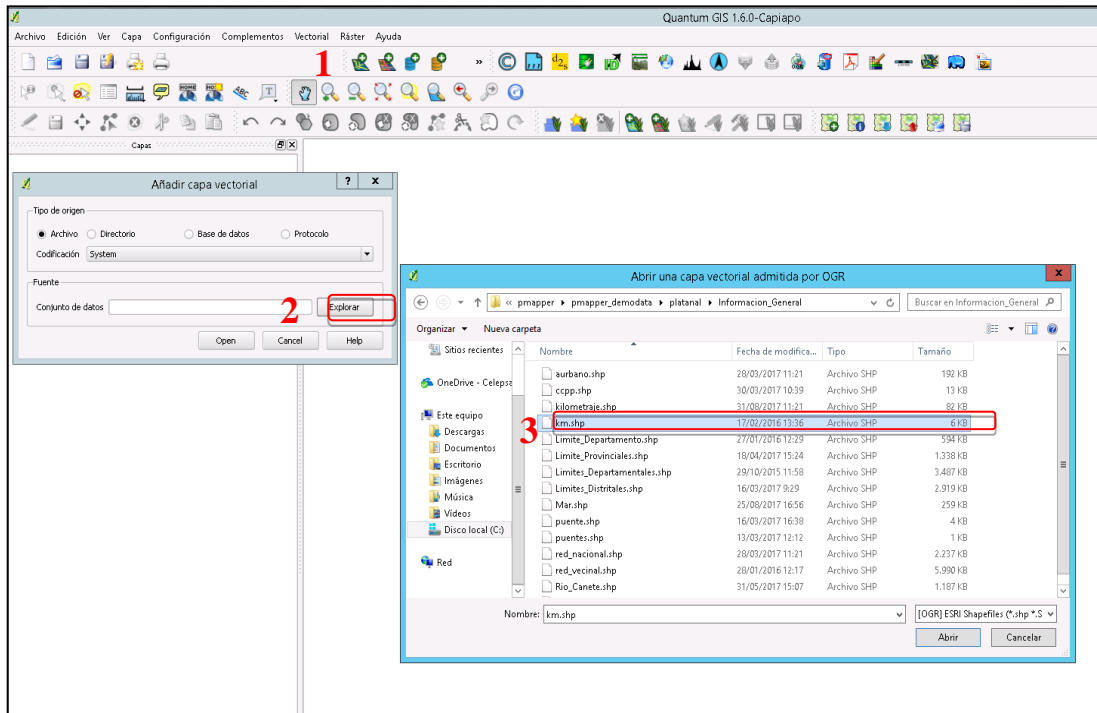 Quantum GIS 1.6.0-Capiapo
Archivo Edición Ver Capa Configuración Complementos Vectorial Ráster Ayuda
1
Capas
Añadir capa vectorial
? x
Tipo de origen
Archivo Directorio Base de datos Protocolo
Codificación System
Fuente
Conjunto de datos 2 Explorar
Open Cancel Help
Abrir una capa vectorial admitida por OGR
x
« pmapper pmapper_demodata platanal Informacion_General
Buscar en Informacion_General
Organizar Nueva carpeta
Sitios recientes
OneDrive - Celepsa
Este equipo
Descargas
Documentos
Escritorio
Imágenes
Música
Vídeos
Disco local (C:)
Red
Nombre Fecha de modifica... Tipo Tamaño
aurbano.shp 28/03/2017 11:21 Archivo SHP 192 KB
ccpp.shp 30/03/2017 10:39 Archivo SHP 13 KB
kilometraje.shp 31/08/2017 11:21 Archivo SHP 82 KB
3 km.shp 17/02/2016 13:36 Archivo SHP 6 KB
Limite_Departamento.shp 27/01/2016 12:29 Archivo SHP 594 KB
Limite_Provinciales.shp 18/04/2017 15:24 Archivo SHP 1.338 KB
Limites_Departamentales.shp 29/10/2015 11:58 Archivo SHP 3.487 KB
Limites_Distritales.shp 16/03/2017 9:29 Archivo SHP 2.919 KB
Mar.shp 25/08/2017 16:56 Archivo SHP 259 KB
puente.shp 16/03/2017 16:38 Archivo SHP 4 KB
puentes.shp 13/03/2017 12:12 Archivo SHP 1 KB
red_nacional.shp 28/03/2017 11:21 Archivo SHP 2.237 KB
red_vecinal.shp 28/01/2016 12:17 Archivo SHP 5.990 KB
Rio_Canete.shp 31/05/2017 15:07 Archivo SHP 1.187 KB
Nombre: km.shp [OGR] ESRI Shapefiles (*.shp *.S
Abrir Cancelar